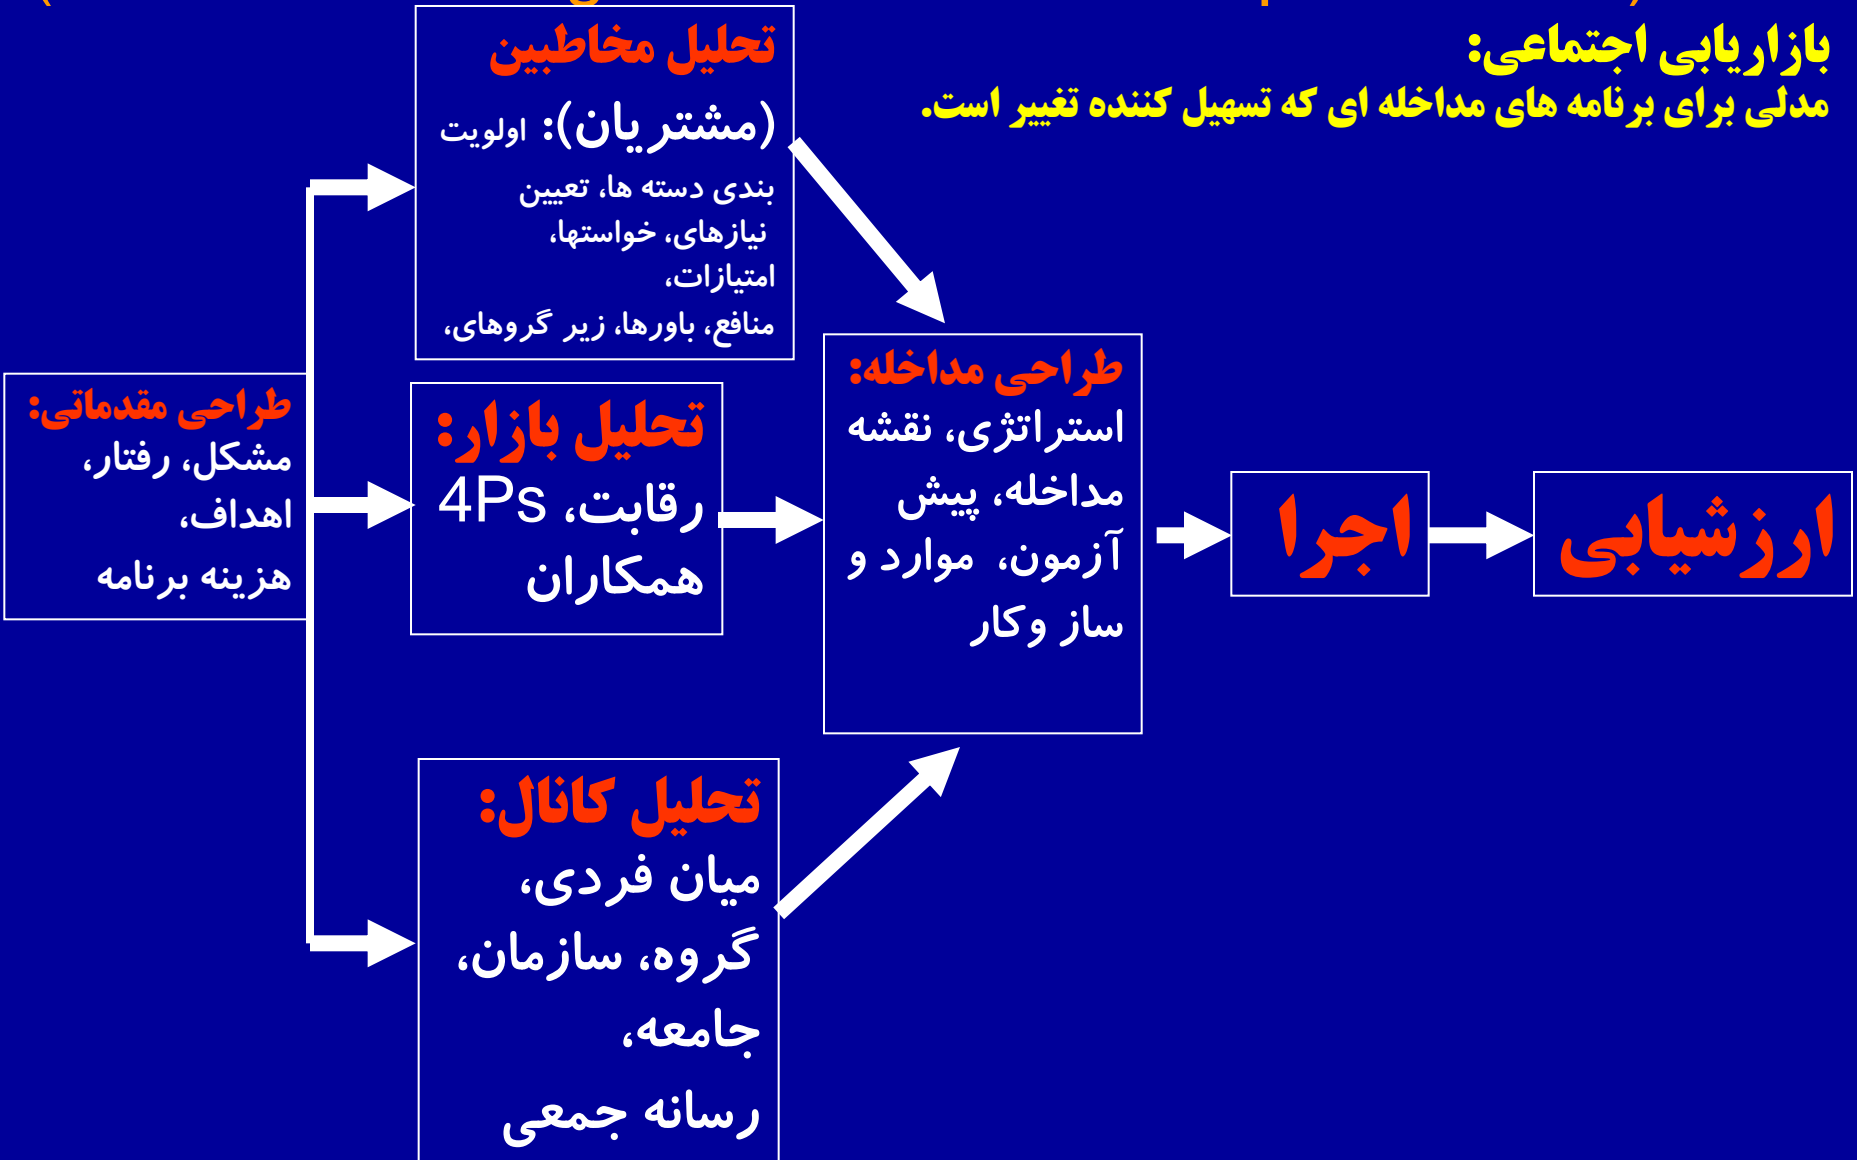 بازاریابی اجتماعی:
مدلی برای برنامه های مداخله ای که تسهیل کننده تغییر است.
تحلیل مخاطبین
(مشتریان): اولویت
بندی دسته ها، تعیین
نیازهای، خواستها،
امتیازات،
منافع، باورها، زیر گروهای،
طراحی مقدماتی:
مشکل، رفتار،
اهداف،
هزینه برنامه
تحلیل بازار:
رقابت، 4Ps
همکاران
تحلیل کانال:
میان فردی،
گروه، سازمان،
جامعه،
رسانه جمعی
طراحی مداخله:
استراتژی، نقشه
مداخله، پیش
آزمون، موارد و
ساز وکار
اجرا
ارزشیابی